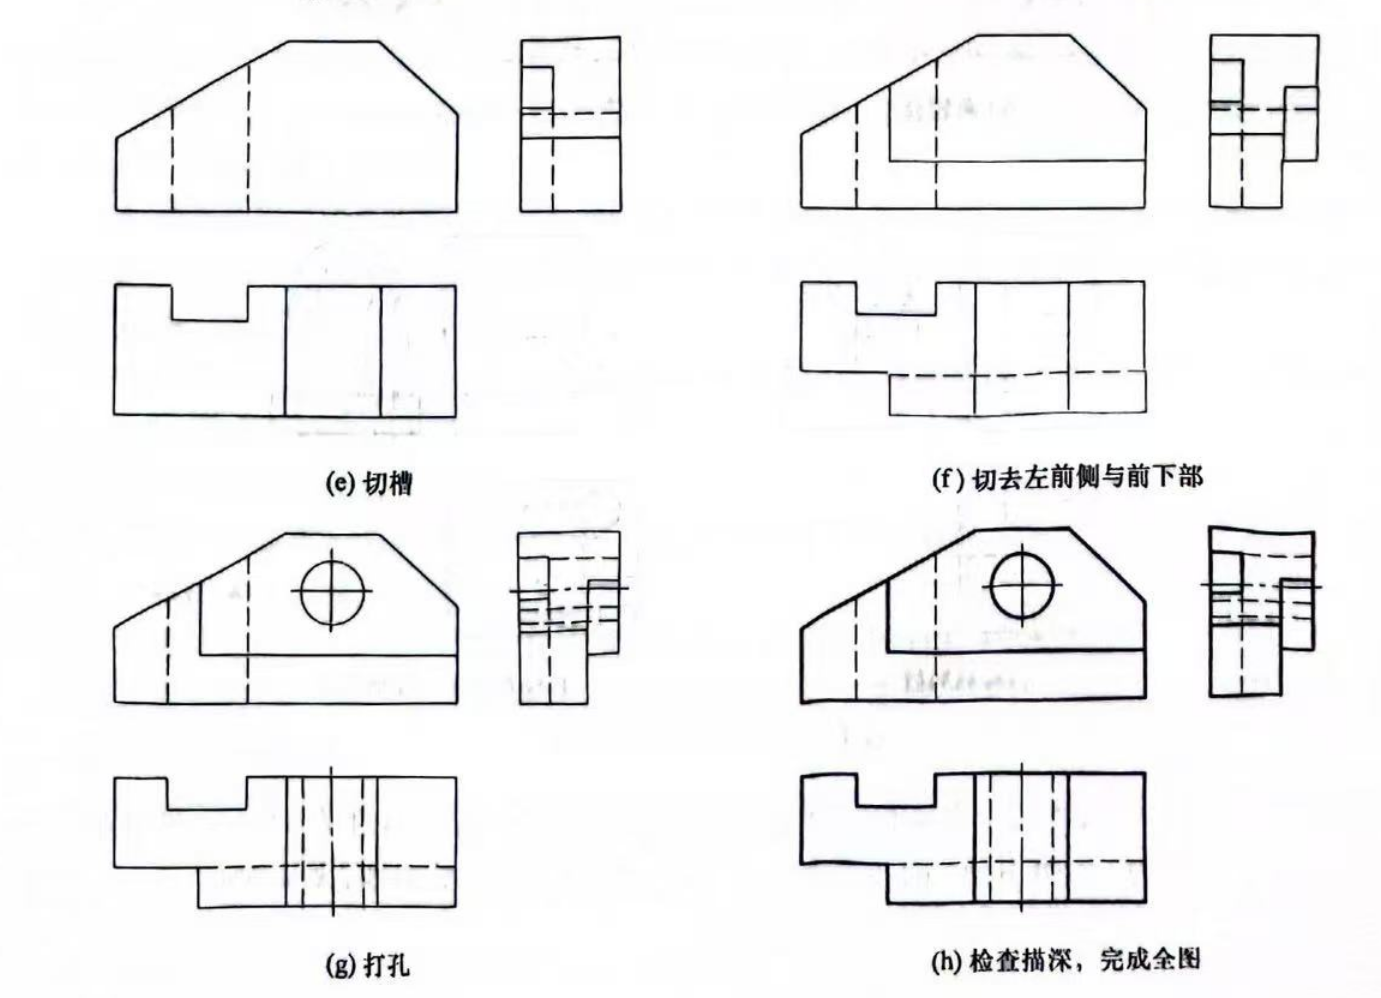 (e) 切槽
(f) 切去左前侧与前下部
(g) 打孔
(h) 检查描深，完成全图